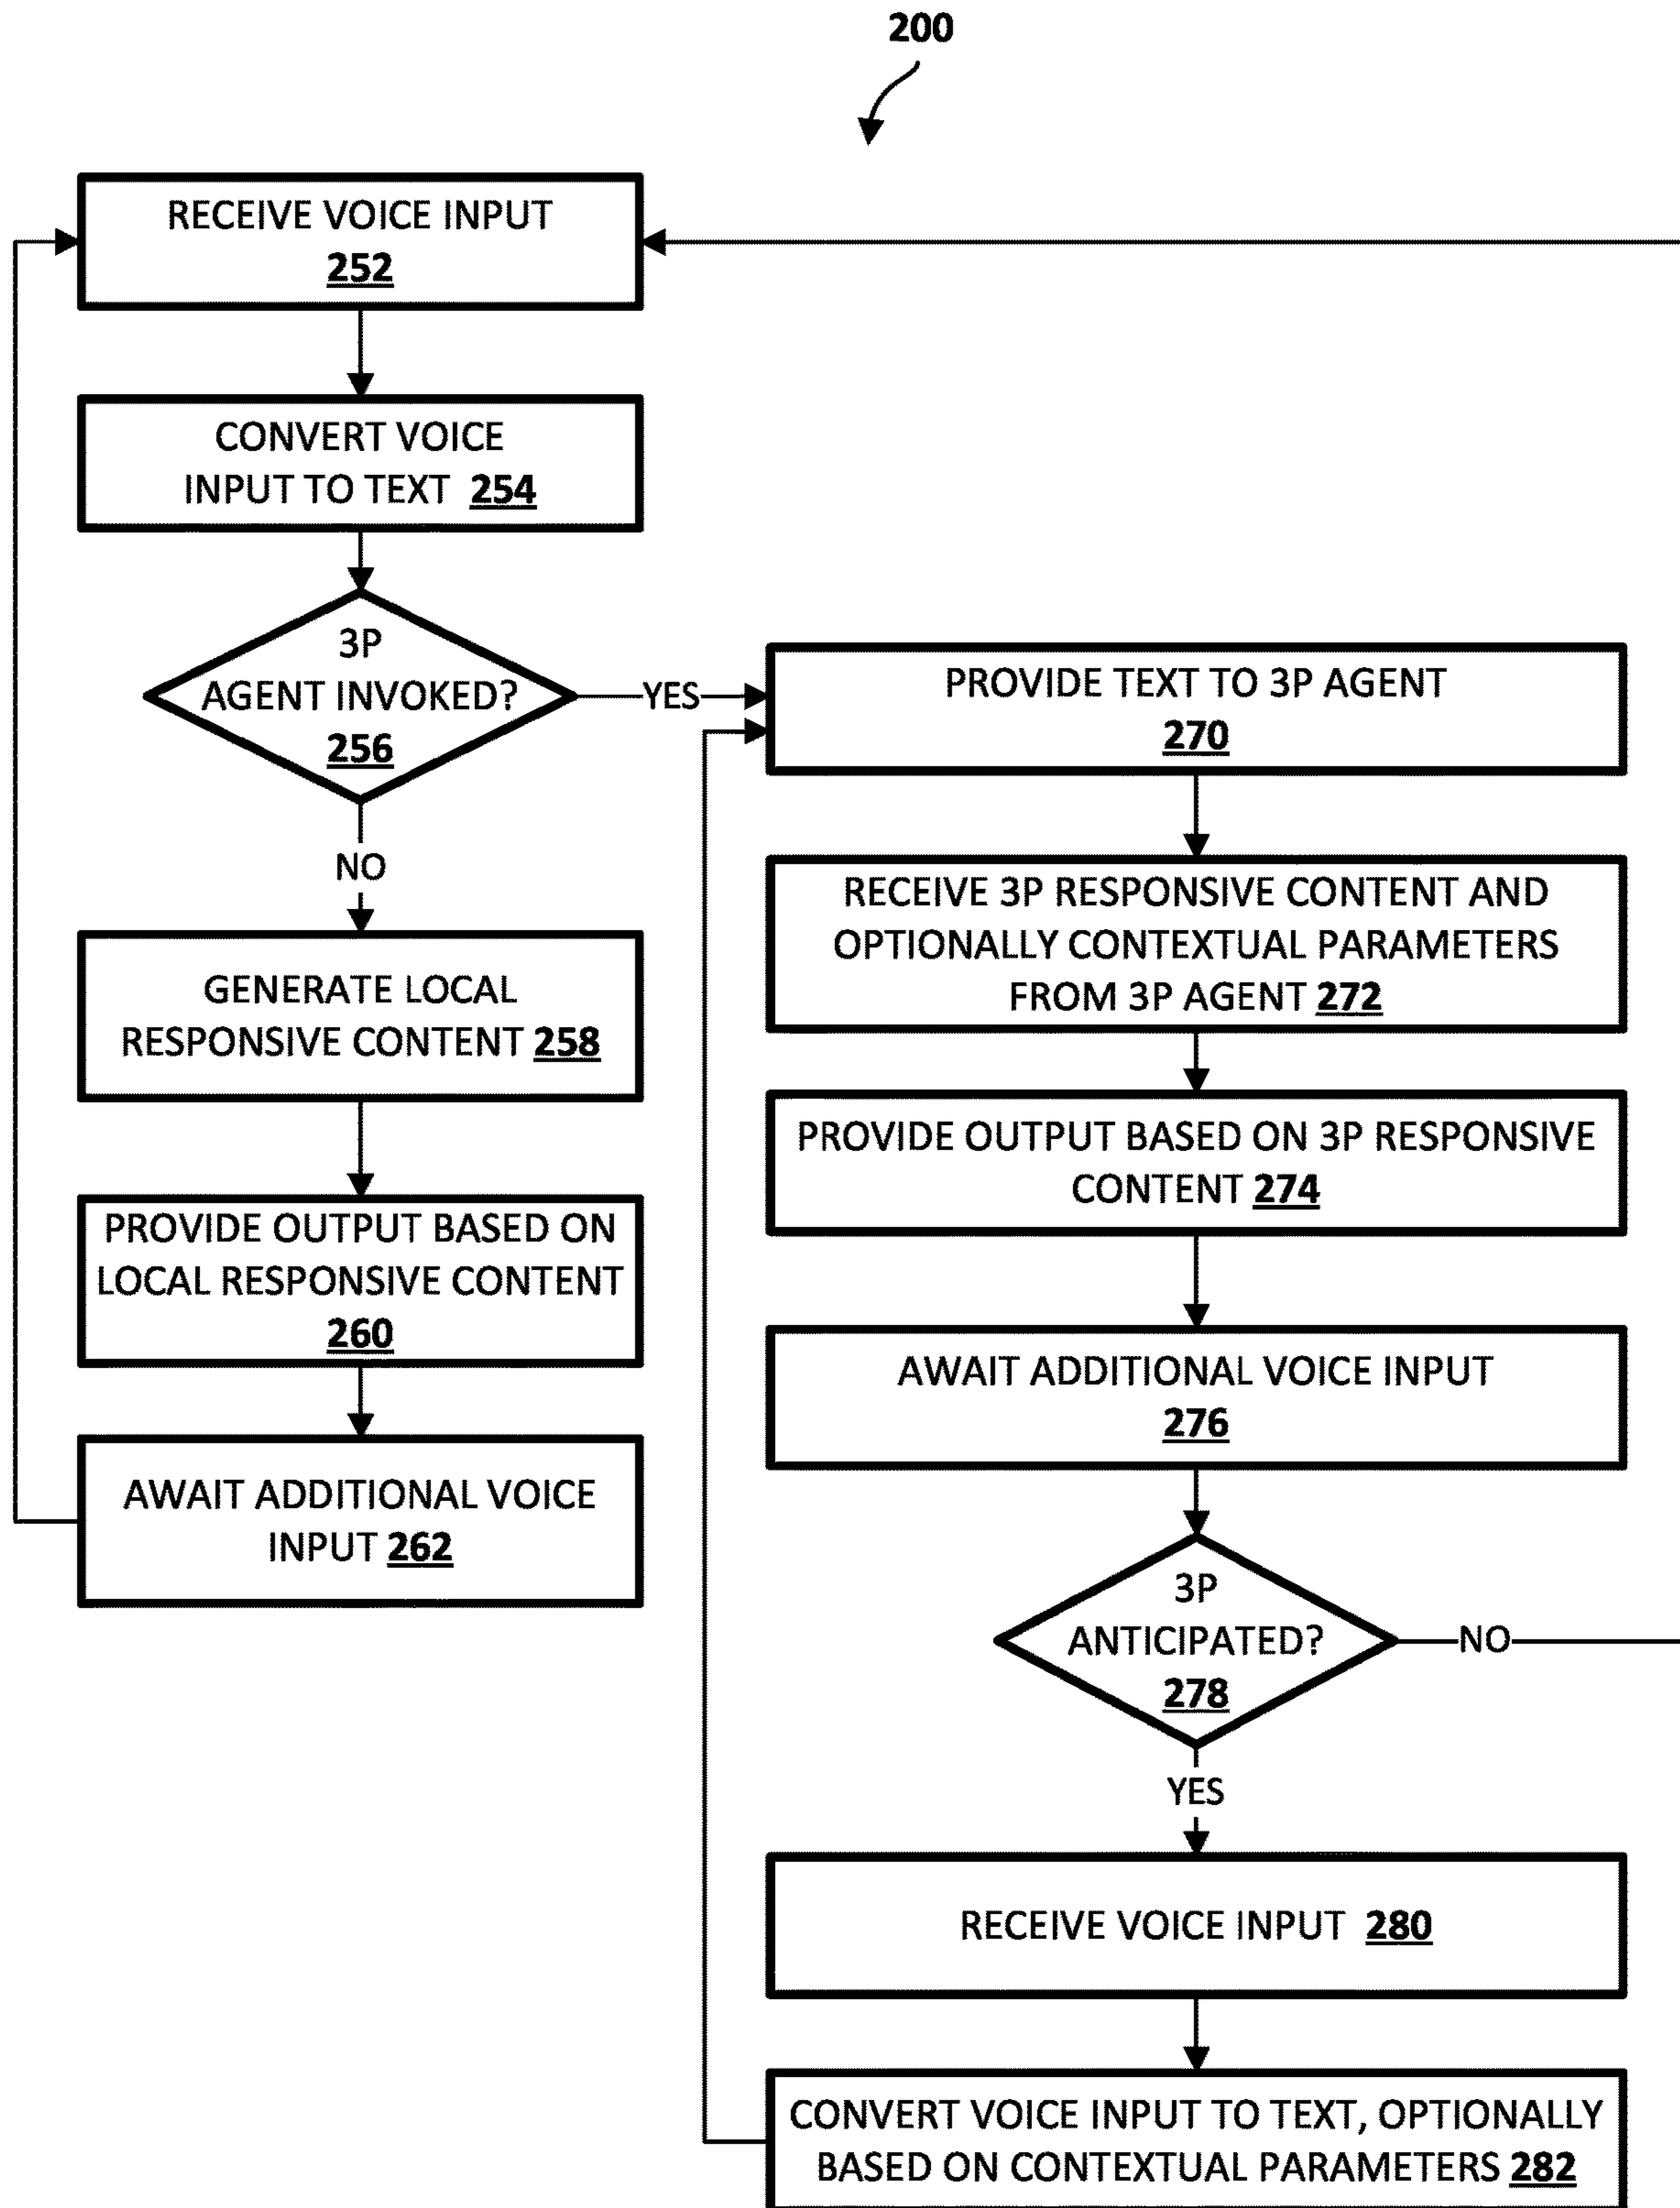 200
RECEIVE VOICE INPUT
252
CONVERT VOICE
INPUT TO TEXT 254
3P
AGENT INVOKED?
256
YES
NO
GENERATE LOCAL
RESPONSIVE CONTENT 258
PROVIDE OUTPUT BASED ON
LOCAL RESPONSIVE CONTENT
260
AWAIT ADDITIONAL VOICE
INPUT 262
PROVIDE TEXT TO 3P AGENT
270
RECEIVE 3P RESPONSIVE CONTENT AND
OPTIONALLY CONTEXTUAL PARAMETERS
FROM 3P AGENT 272
PROVIDE OUTPUT BASED ON 3P RESPONSIVE
CONTENT 274
AWAIT ADDITIONAL VOICE INPUT
276
3P
ANTICIPATED?
278
NO
YES
RECEIVE VOICE INPUT 280
CONVERT VOICE INPUT TO TEXT, OPTIONALLY
BASED ON CONTEXTUAL PARAMETERS 282